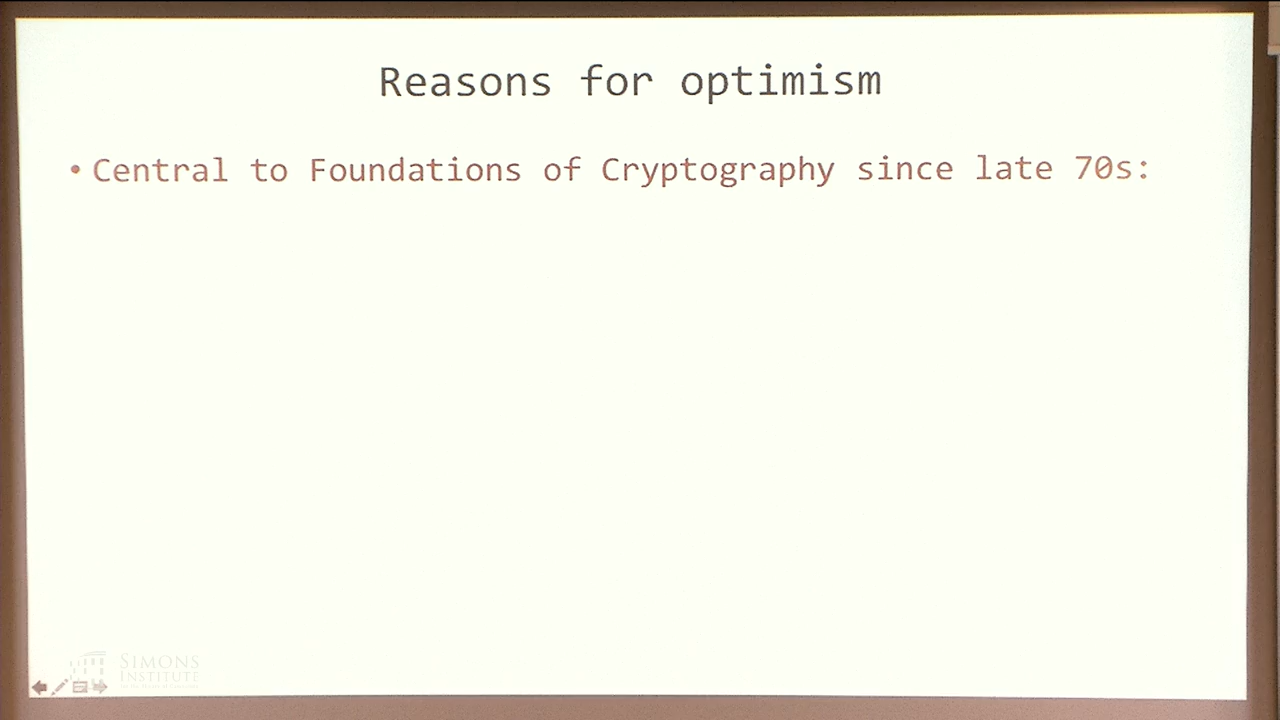 Reasons for optimism
• Central to Foundations of Cryptography since late 70s:
SIMONS
INSTITUTE